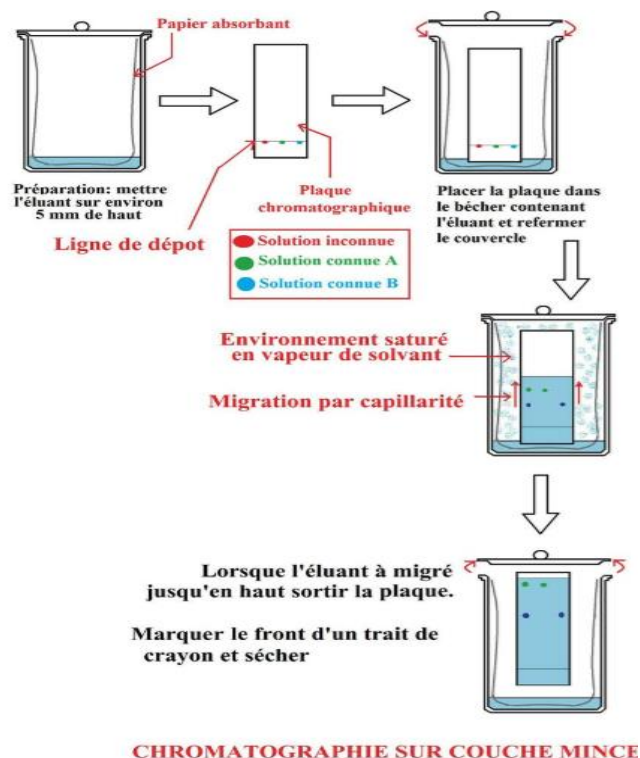 Papier absorbant
Préparation: mettre
l'éluant sur environ
5 mm de haut
Ligne de dépot
Plaque
chromatographique
Solution inconnue
Solution connue A
Solution connue B
Placer la plaque dans
le bécher contenant
l'éluant et refermer
le couvercle
Environnement saturé
en vapeur de solvant
Migration par capillarité
Lorsque l'éluant à migré
jusqu'en haut sortir la plaque.
Marquer le front d'un trait de
crayon et sécher
CHROMATOGRAPHIE SUR COUCHE MINCE